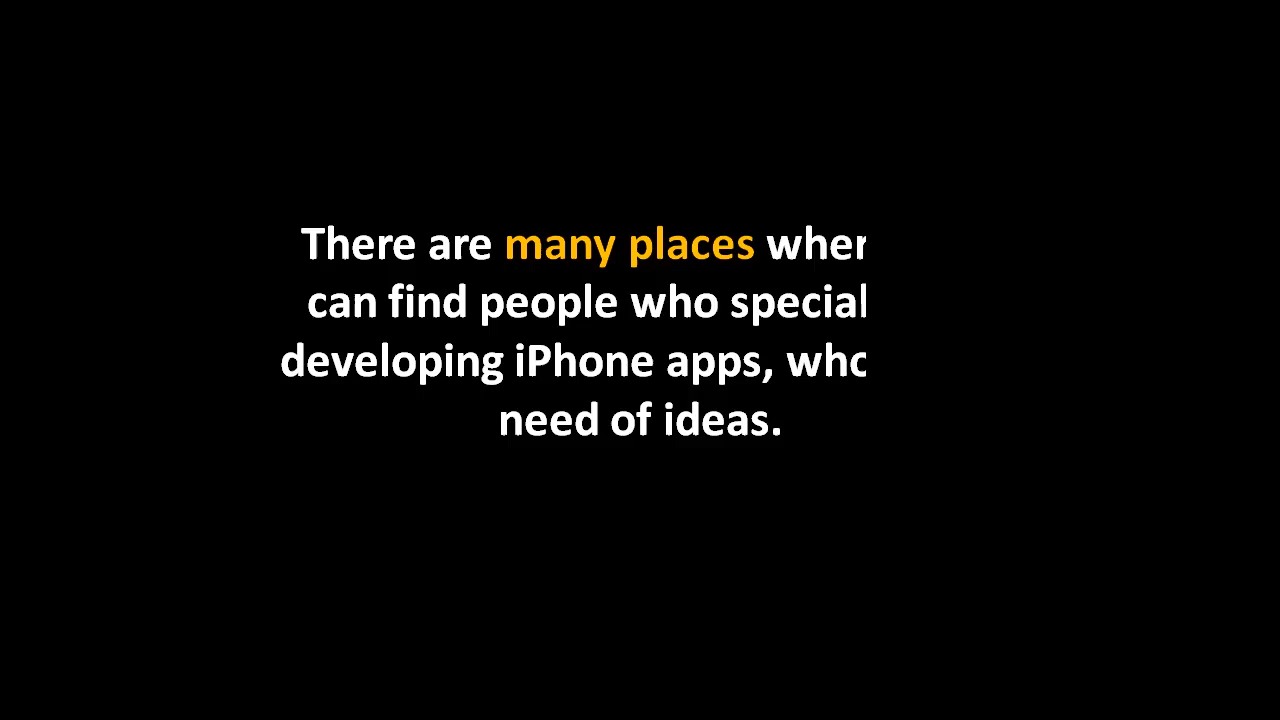 There are many places wher
can find people who special
developing iPhone apps, who
need of ideas.